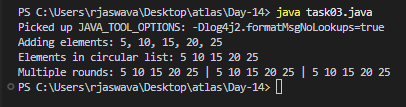 PS C:\Users\rjaswava\Desktop\atlas\Day-14> java task03.java
Picked up JAVA_TOOL_OPTIONS: -Dlog4j2.formatMsgNoLookups=true
Adding elements: 5, 10, 15, 20, 25
Elements in circular list: 5 10 15 20 25
Multiple rounds: 5 10 15 20 25 | 5 10 15 20 25 | 5 10 15 20 25
PS C:\Users\rjaswava\Desktop\atlas\Day-14>